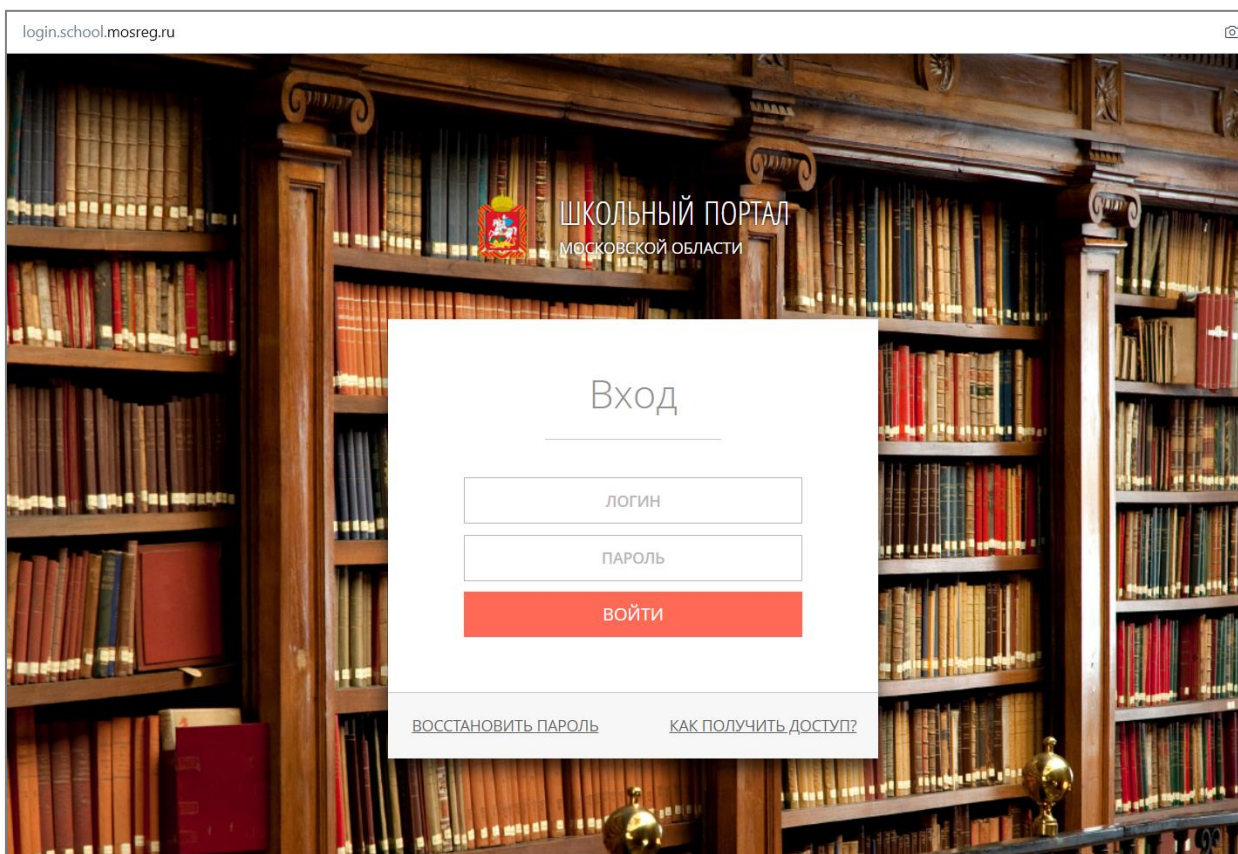 login.school.mosreg.ru
ШКОЛЬНЫЙ ПОРТАЛ
МОСКОВСКОЙ ОБЛАСТИ
Вход
ЛОГИН
ПАРОЛЬ
ВОЙТИ
ВОССТАНОВИТЬ ПАРОЛЬ
КАК ПОЛУЧИТЬ ДОСТУП?